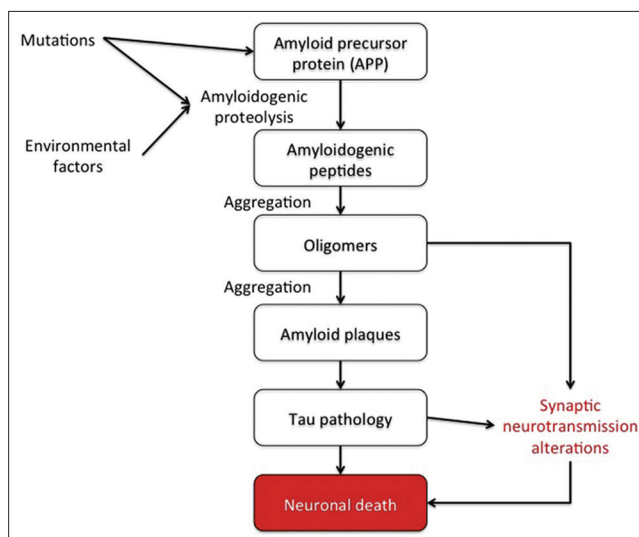 Mutations
Amyloid precursor
protein (APP)
Amyloidogenic
proteolysis
Environmental
factors
Amyloidogenic
peptides
Aggregation
Oligomers
Aggregation
Amyloid plaques
Tau pathology
Synaptic
neurotransmission
alterations
Neuronal death